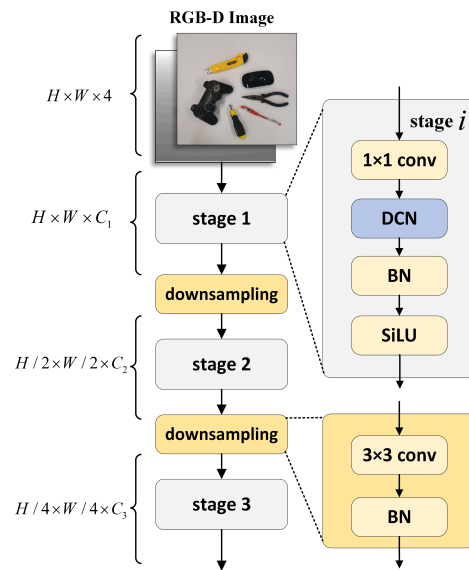 RGB-D Image
H×W×4
stage i
1×1 conv
H×W×C₁
stage 1
DCN
BN
downsampling
SiLU
H/2×W/2×C₂
stage 2
downsampling
3×3 conv
H/4×W/4×C₃
stage 3
BN